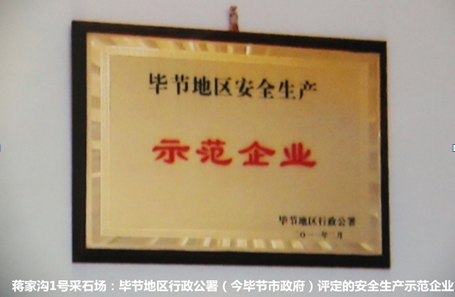 毕节地区安全生产
示范企业
毕节地区行政公署
蒋家沟1号采石场：毕节地区行政公署（今毕节市政府）评定的安全生产示范企业